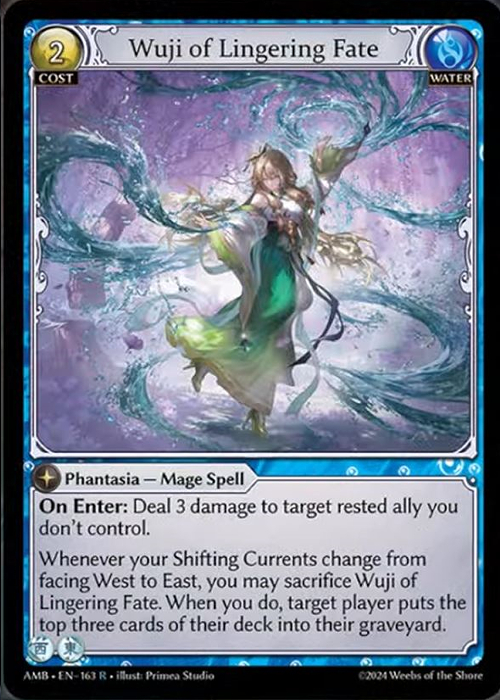 2
Wuji of Lingering Fate
COST
WATER
Phantasia — Mage Spell
On Enter: Deal 3 damage to target rested ally you
don't control.
Whenever your Shifting Currents change from
facing West to East, you may sacrifice Wuji of
Lingering Fate. When you do, target player puts the
top three cards of their deck into their graveyard.
西 東
AMB • EN-163 R • illust: Primea Studio
©2024 Weebs of the Shore